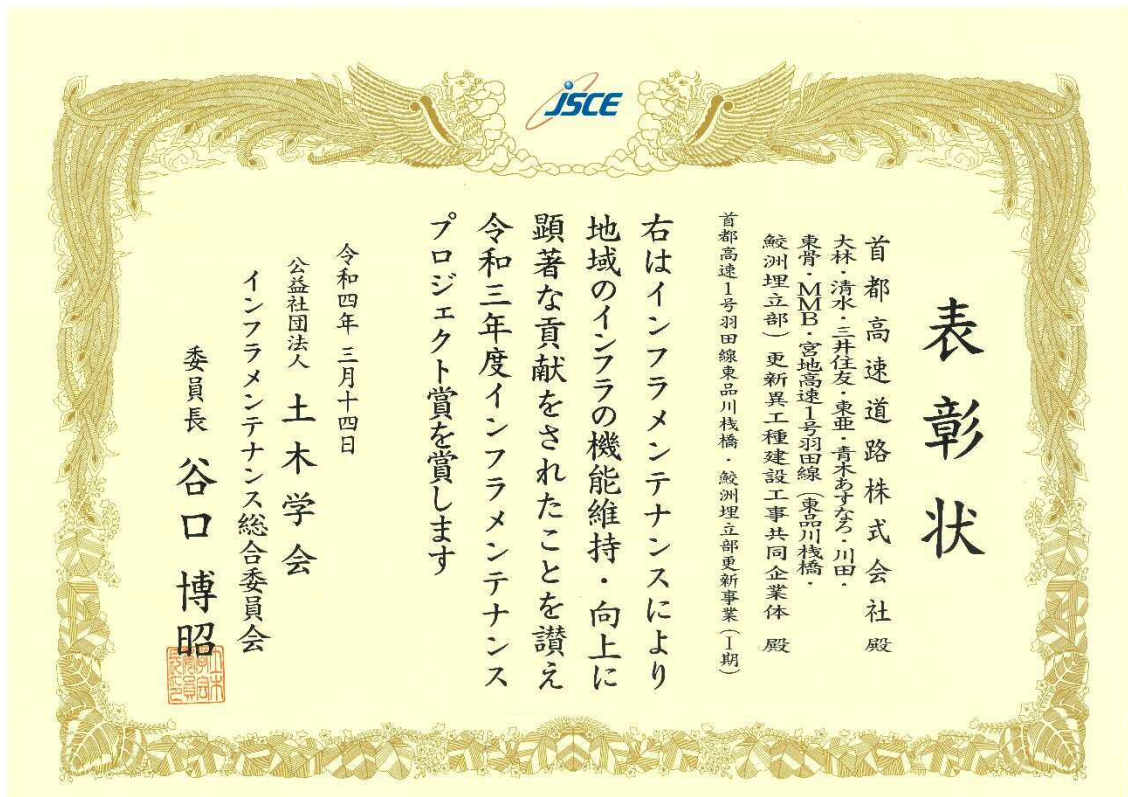 JSCE
表彰状
首都高速道路株式会社 殿
大林・清水・三井住友・東亜・青木あすなろ・川田・
東骨・MMB・宮地高速1号羽田線（東品川桟橋・
鮫洲埋立部）更新異工種建設工事共同企業体 殿
首都高速1号羽田線東品川桟橋・鮫洲埋立部更新事業（Ⅰ期）
右はインフラメンテナンスにより
地域のインフラの機能維持・向上に
顕著な貢献をされたことを讃え
令和三年度インフラメンテナンス
プロジェクト賞を賞します
令和四年 三月十四日
公益社団法人 土木学会
インフラメンテナンス総合委員会
委員長 谷口 博昭